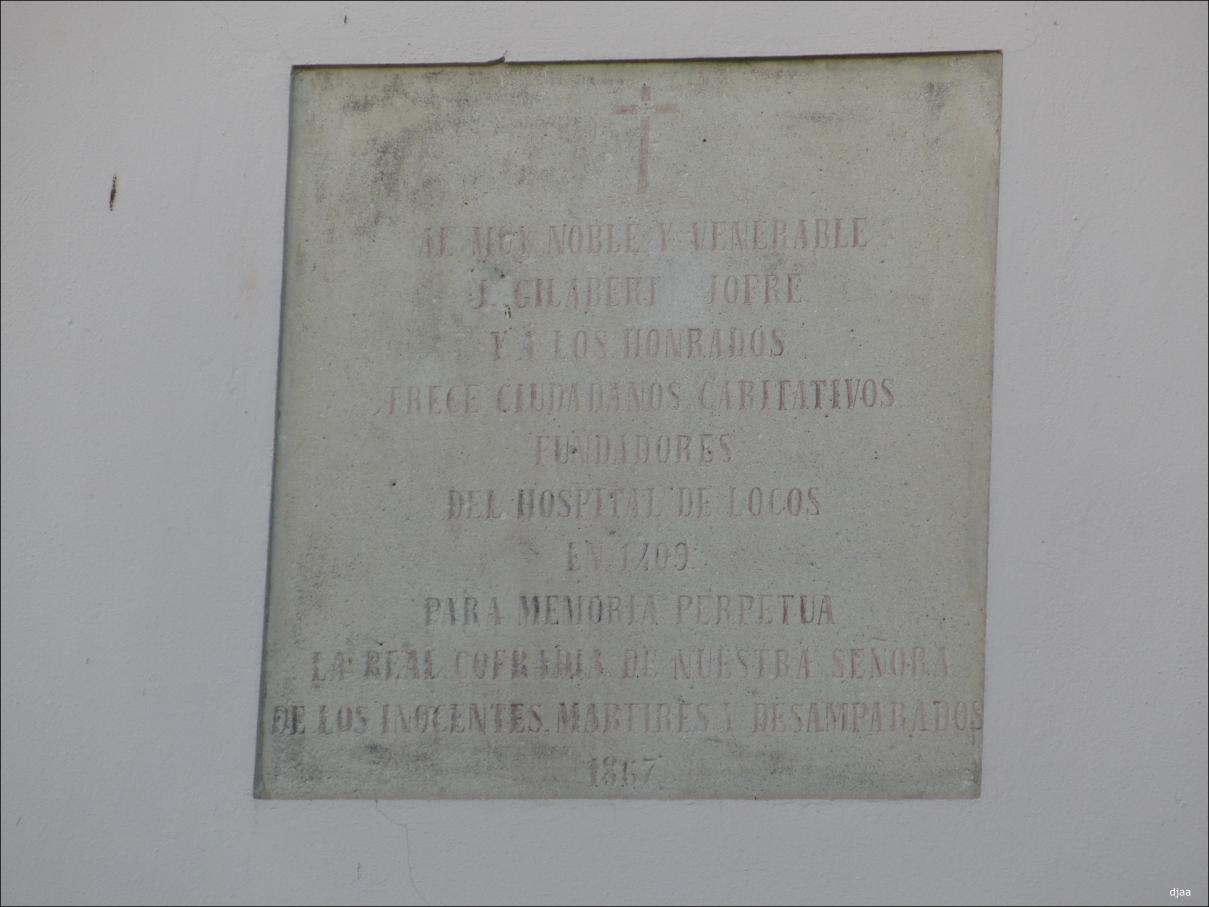 AL MUY NOBLE Y VENERABLE
J. GILABERT JOFRE
Y A LOS HONRADOS
TRECE CIUDADANOS CARITATIVOS
FUNDADORES
DEL HOSPITAL DE LOCOS
EN 1409
PARA MEMORIA PERPETUA
LA REAL COFRADIA DE NUESTRA SEÑORA
DE LOS INOCENTES MARTIRES Y DESAMPARADOS
1867
djaa